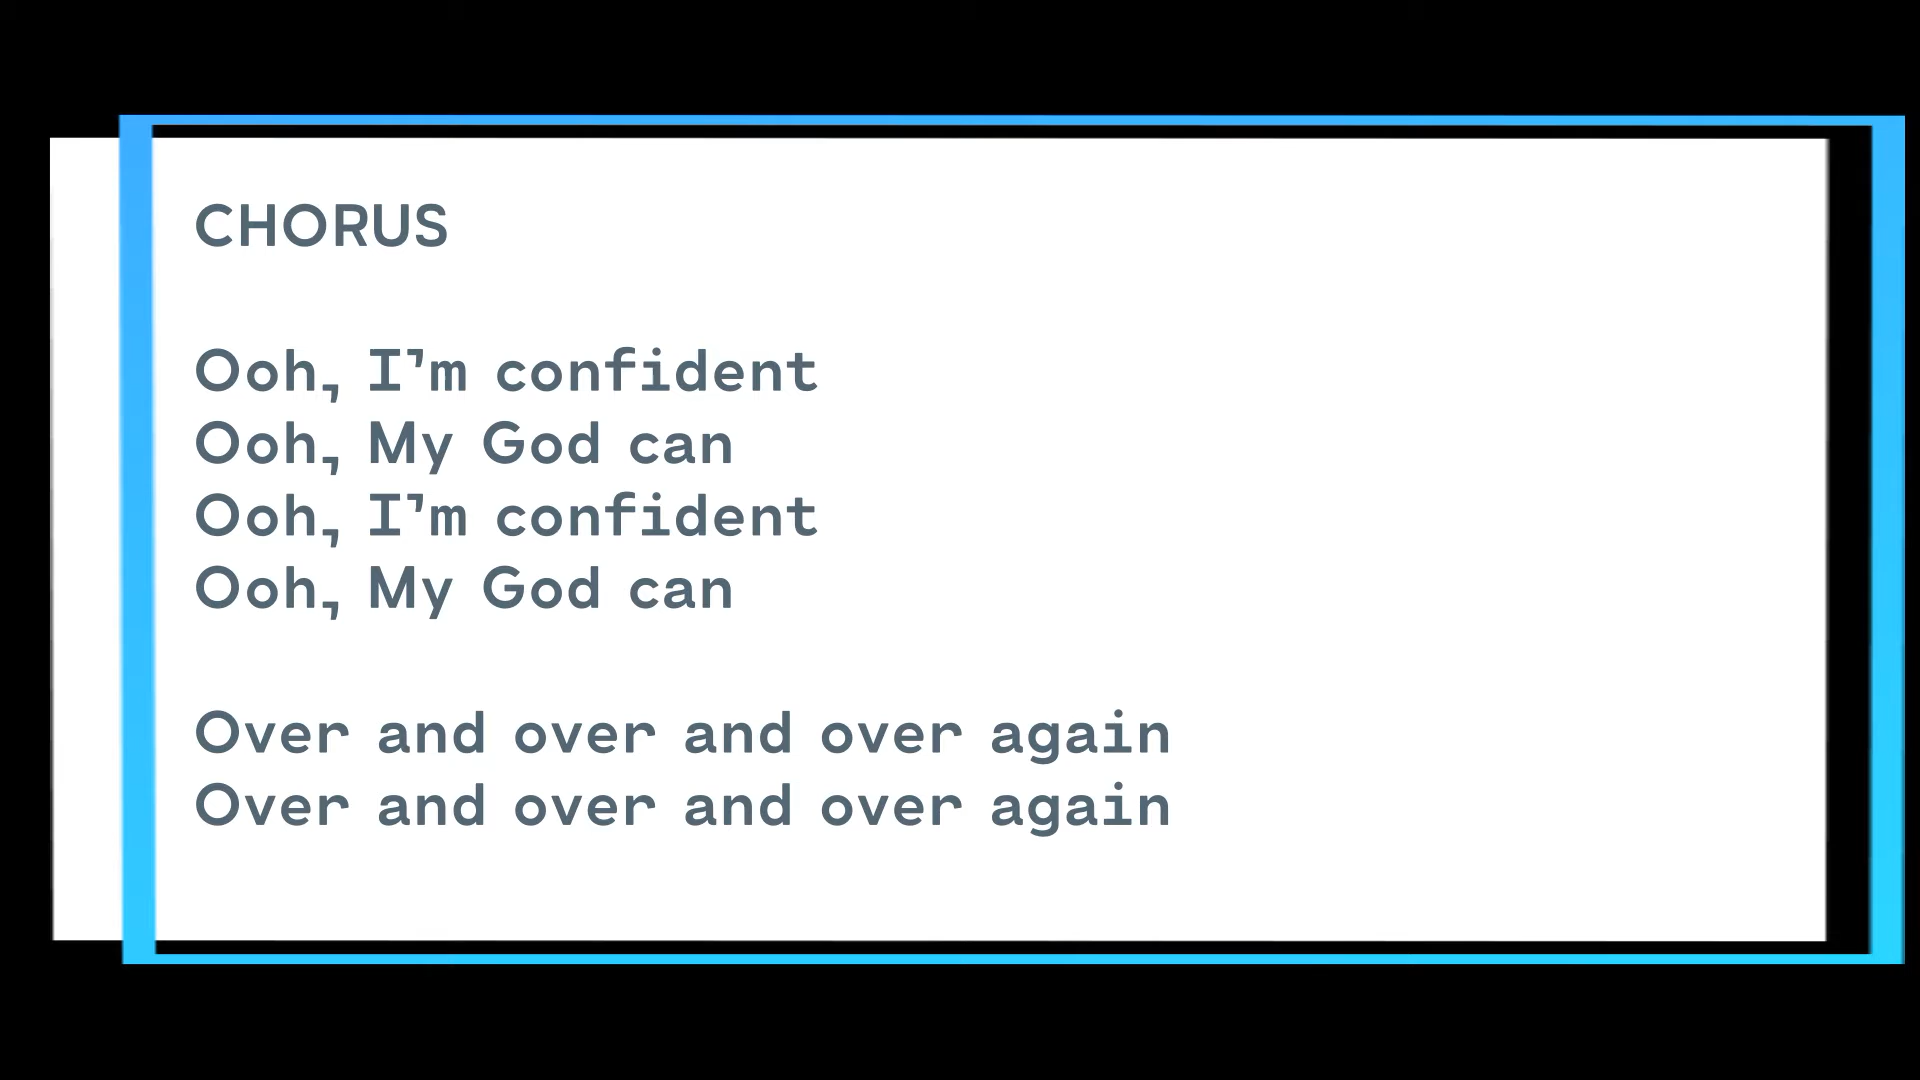 CHORUS
Ooh, I’m confident
Ooh, My God can
Ooh, I’m confident
Ooh, My God can
Over and over and over again
Over and over and over again